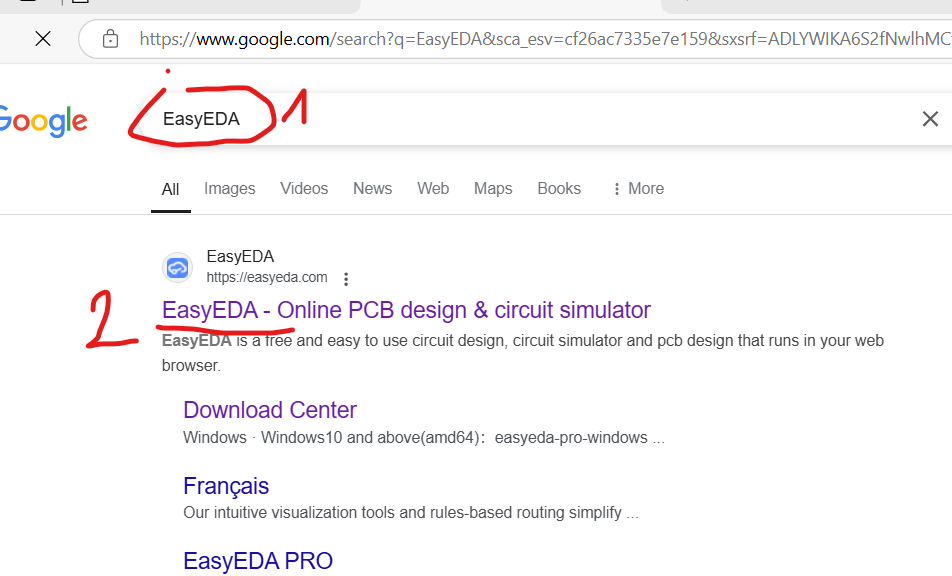 https://www.google.com/search?q=EasyEDA&sca_esv=cf26ac7335e7e159&sxsrf=ADLYWIKA6S2fNwlhMC
Google
EasyEDA 1
All Images Videos News Web Maps Books More
EasyEDA
https://easyeda.com
2 EasyEDA - Online PCB design & circuit simulator
EasyEDA is a free and easy to use circuit design, circuit simulator and pcb design that runs in your web
browser.
Download Center
Windows · Windows10 and above(amd64)：easyeda-pro-windows ...
Français
Our intuitive visualization tools and rules-based routing simplify ...
EasyEDA PRO